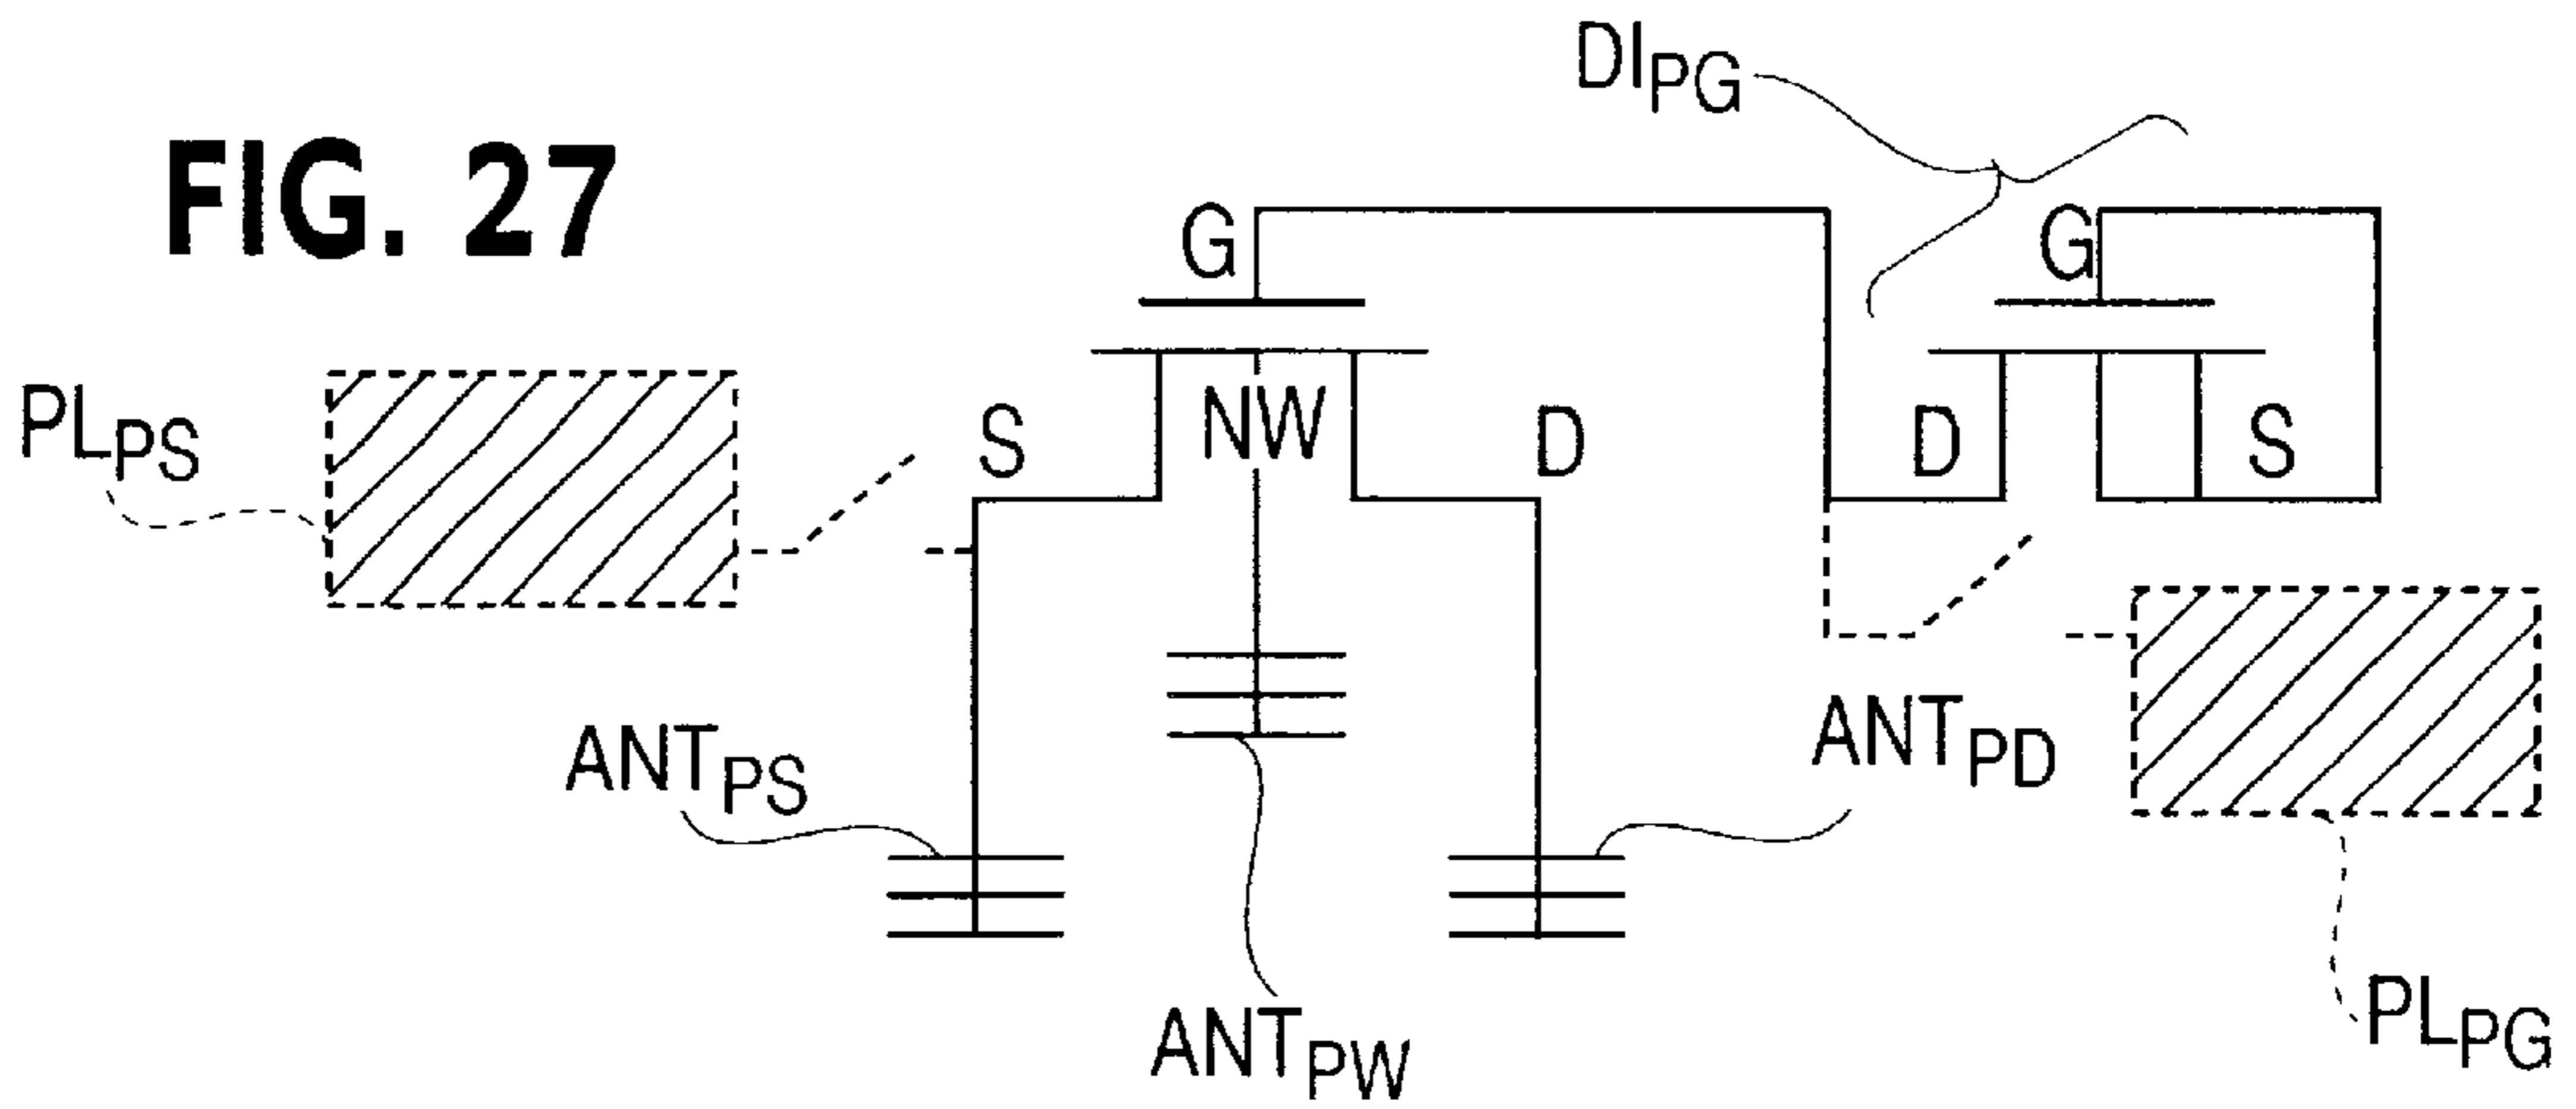 FIG. 27
DIPG
G
G
PLPS
S
NW
D
D
S
ANTPS
ANTPD
ANTPW
PLPG